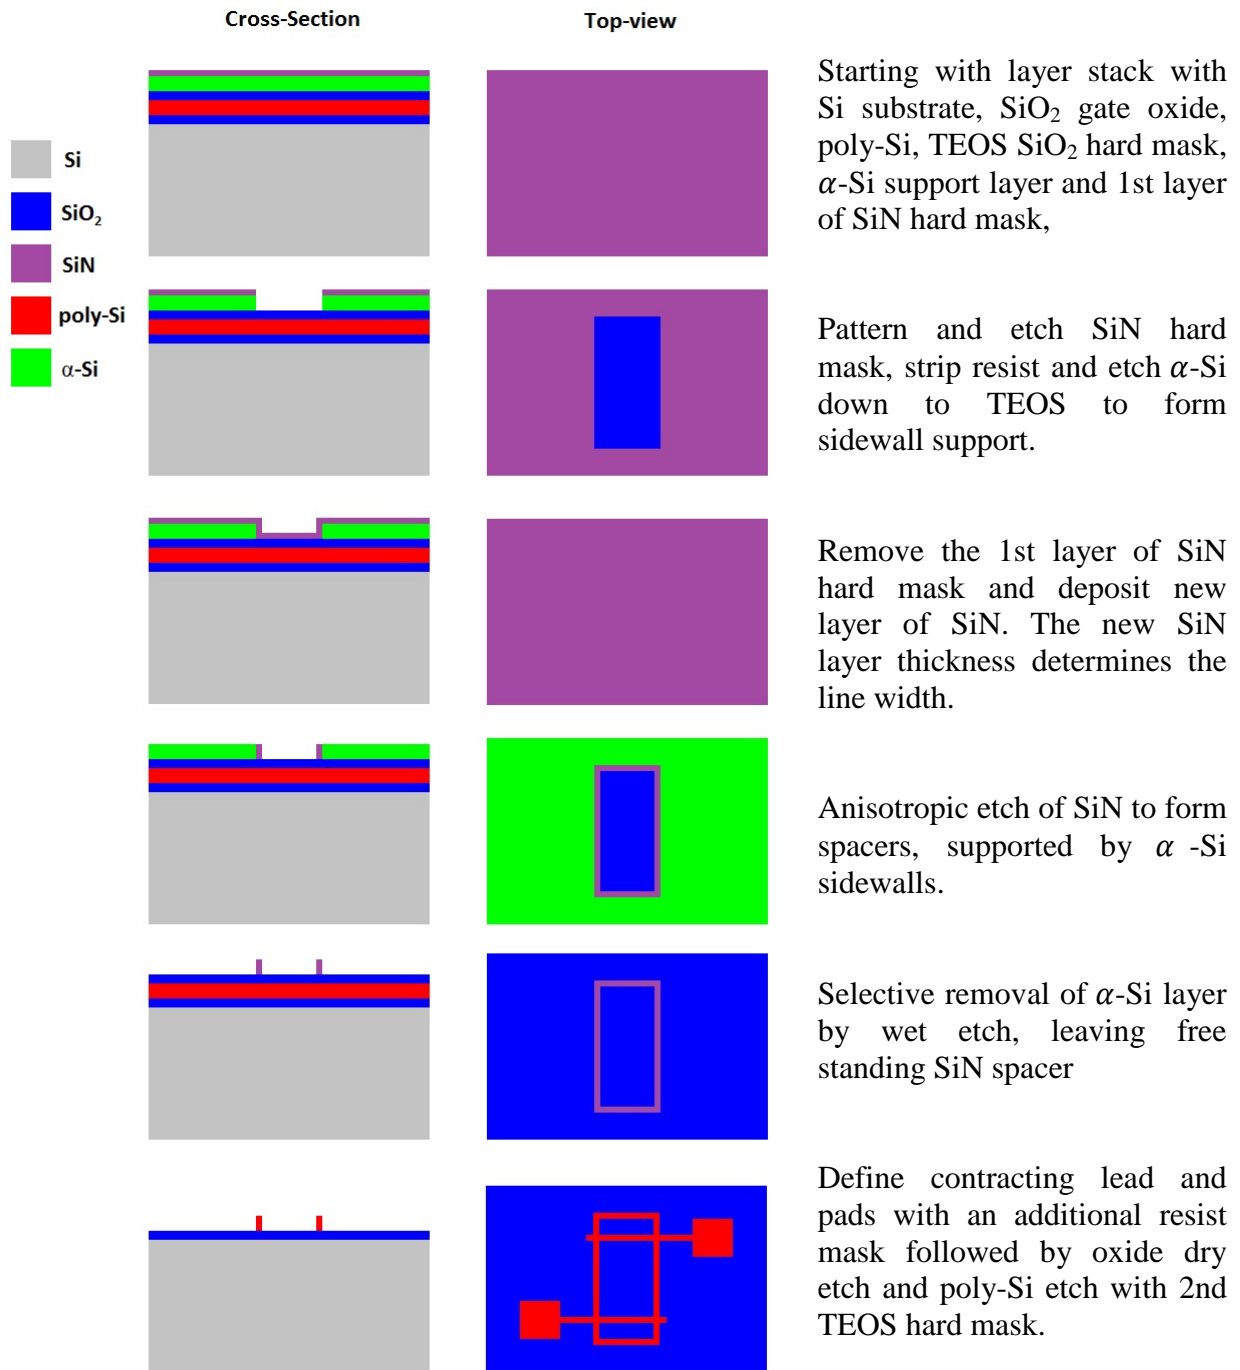 Cross-Section
Top-view
Si
SiO₂
SiN
poly-Si
α-Si
Starting with layer stack with
Si substrate, SiO₂ gate oxide,
poly-Si, TEOS SiO₂ hard mask,
α-Si support layer and 1st layer
of SiN hard mask,
Pattern and etch SiN hard
mask, strip resist and etch α-Si
down to TEOS to form
sidewall support.
Remove the 1st layer of SiN
hard mask and deposit new
layer of SiN. The new SiN
layer thickness determines the
line width.
Anisotropic etch of SiN to form
spacers, supported by α -Si
sidewalls.
Selective removal of α-Si layer
by wet etch, leaving free
standing SiN spacer
Define contracting lead and
pads with an additional resist
mask followed by oxide dry
etch and poly-Si etch with 2nd
TEOS hard mask.